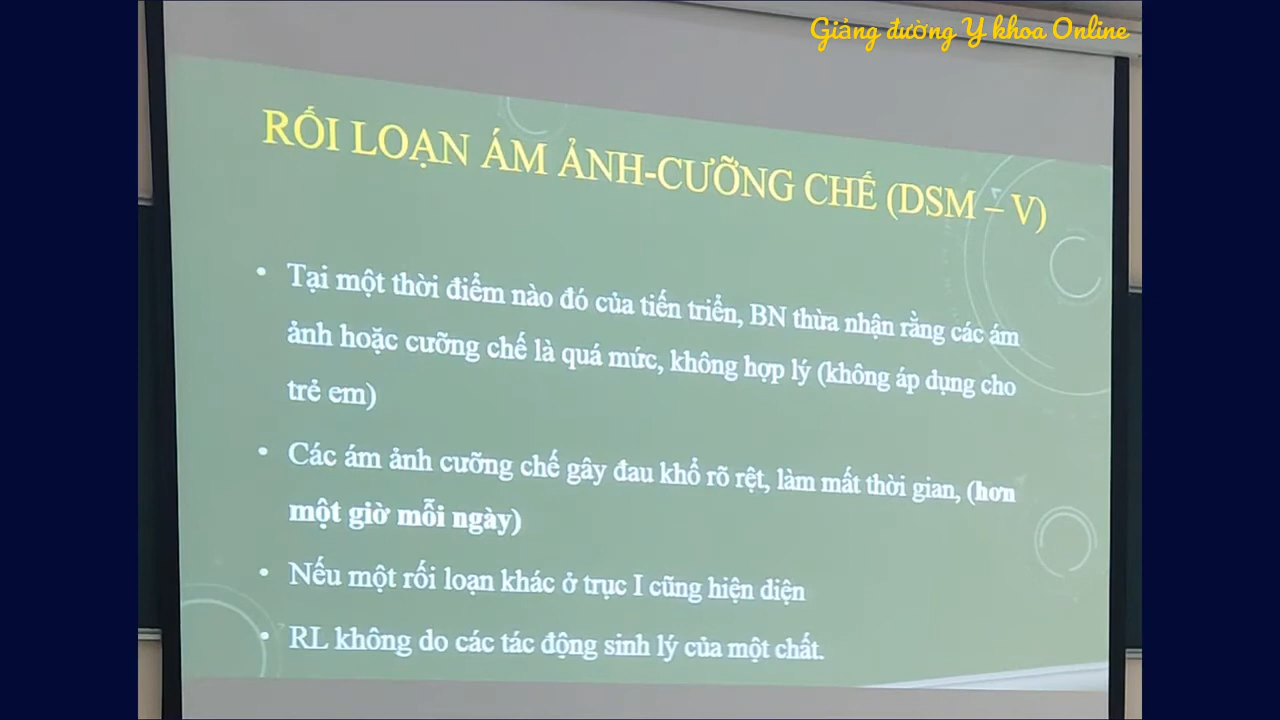 Giảng đường Y khoa Online
RỐI LOẠN ÁM ẢNH-CƯỠNG CHẾ (DSM – V)
• Tại một thời điểm nào đó của tiến triển, BN thừa nhận rằng các ám
ảnh hoặc cưỡng chế là quá mức, không hợp lý (không áp dụng cho
trẻ em)
• Các ám ảnh cưỡng chế gây đau khổ rõ rệt, làm mất thời gian, (hơn
một giờ mỗi ngày)
• Nếu một rối loạn khác ở trục I cũng hiện diện
• RL không do các tác động sinh lý của một chất.